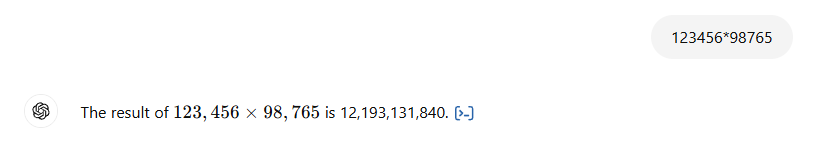 123456*98765
The result of 123,456 × 98,765 is 12,193,131,840. [>_]